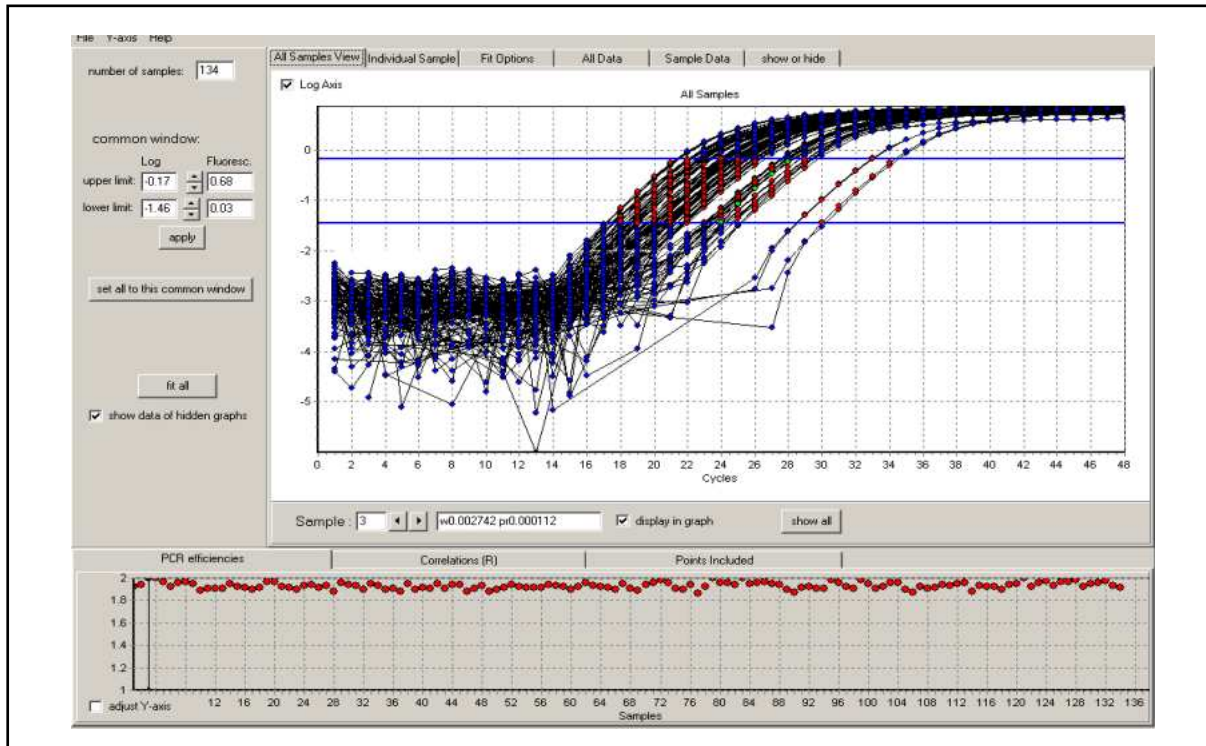 File Y-axis Help
number of samples: 134
common window:
Log Fluoresc.
upper limit: -0.17 0.68
lower limit: -1.46 0.03
apply
set all to this common window
fit all
show data of hidden graphs
All Samples View Individual Sample Fit Options All Data Sample Data show or hide
Log Axis
All Samples
0
-1
-2
-3
-4
-5
0 2 4 6 8 10 12 14 16 18 20 22 24 26 28 30 32 34 36 38 40 42 44 46 48
Cycles
Sample : 3 w0.002742 pr0.000112 display in graph show all
PCR efficiencies Correlations (R) Points Included
2
1.8
1.6
1.4
1.2
1
adjust Y-axis
12 16 20 24 28 32 36 40 44 48 52 56 60 64 68 72 76 80 84 88 92 96 100 104 108 112 116 120 124 128 132 136
Samples